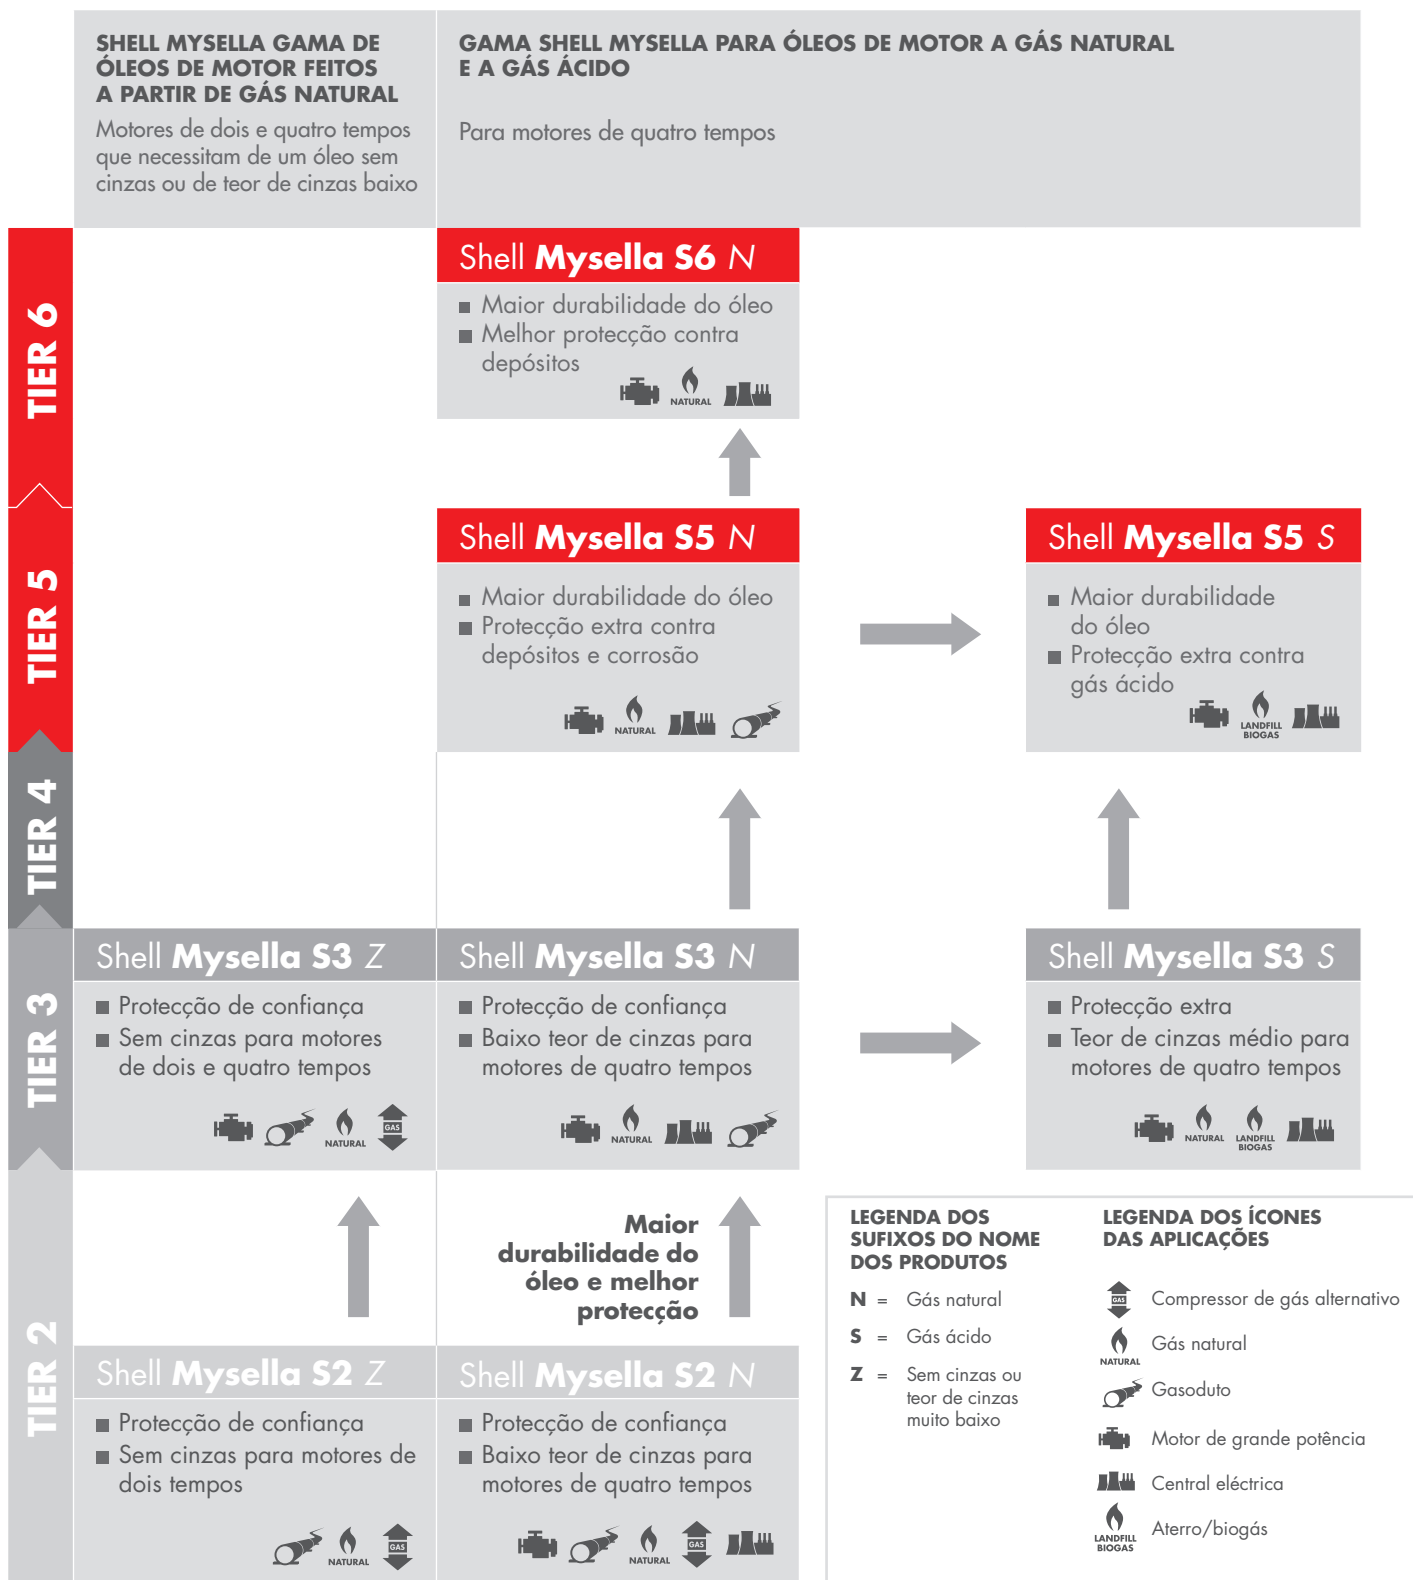 SHELL MYSELLA GAMA DE
ÓLEOS DE MOTOR FEITOS
A PARTIR DE GÁS NATURAL
Motores de dois e quatro tempos
que necessitam de um óleo sem
cinzas ou de teor de cinzas baixo
GAMA SHELL MYSELLA PARA ÓLEOS DE MOTOR A GÁS NATURAL
E A GÁS ÁCIDO
Para motores de quatro tempos
TIER 6
Shell Mysella S6 N
Maior durabilidade do óleo
Melhor protecção contra
depósitos
NATURAL
TIER 5
Shell Mysella S5 N
Maior durabilidade do óleo
Protecção extra contra
depósitos e corrosão
NATURAL
Shell Mysella S5 S
Maior durabilidade
do óleo
Protecção extra contra
gás ácido
LANDFILL
BIOGAS
TIER 4
TIER 3
Shell Mysella S3 Z
Protecção de confiança
Sem cinzas para motores
de dois e quatro tempos
NATURAL
GAS
Shell Mysella S3 N
Protecção de confiança
Baixo teor de cinzas para
motores de quatro tempos
NATURAL
Shell Mysella S3 S
Protecção extra
Teor de cinzas médio para
motores de quatro tempos
NATURAL
LANDFILL
BIOGAS
Maior
durabilidade do
óleo e melhor
protecção
TIER 2
Shell Mysella S2 Z
Protecção de confiança
Sem cinzas para motores de
dois tempos
NATURAL
GAS
Shell Mysella S2 N
Protecção de confiança
Baixo teor de cinzas para
motores de quatro tempos
NATURAL
GAS
LEGENDA DOS
SUFIXOS DO NOME
DOS PRODUTOS
N = Gás natural
S = Gás ácido
Z = Sem cinzas ou
teor de cinzas
muito baixo
LEGENDA DOS ÍCONES
DAS APLICAÇÕES
GAS
Compressor de gás alternativo
NATURAL
Gás natural
Gasoduto
Motor de grande potência
Central eléctrica
LANDFILL
BIOGAS
Aterro/biogás